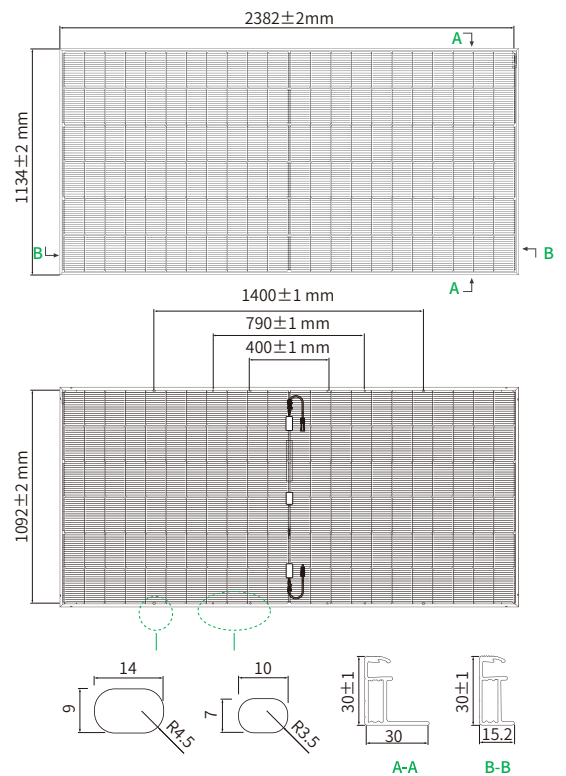 2382±2mm
A
1134±2 mm
B
B
A
1400±1 mm
790±1 mm
400±1 mm
1092±2 mm
14
9
R4.5
10
7
R3.5
30±1
30
A-A
30±1
15.2
B-B